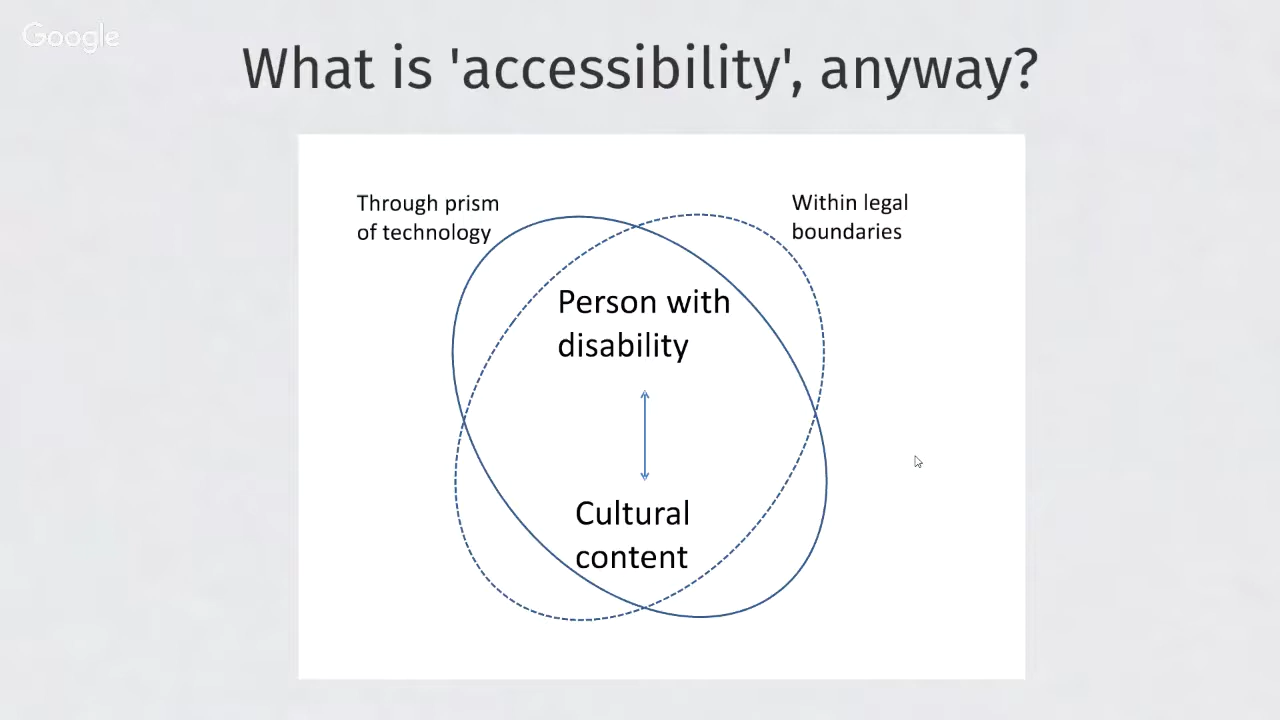 Google
What is 'accessibility', anyway?
Through prism
of technology
Within legal
boundaries
Person with
disability
Cultural
content